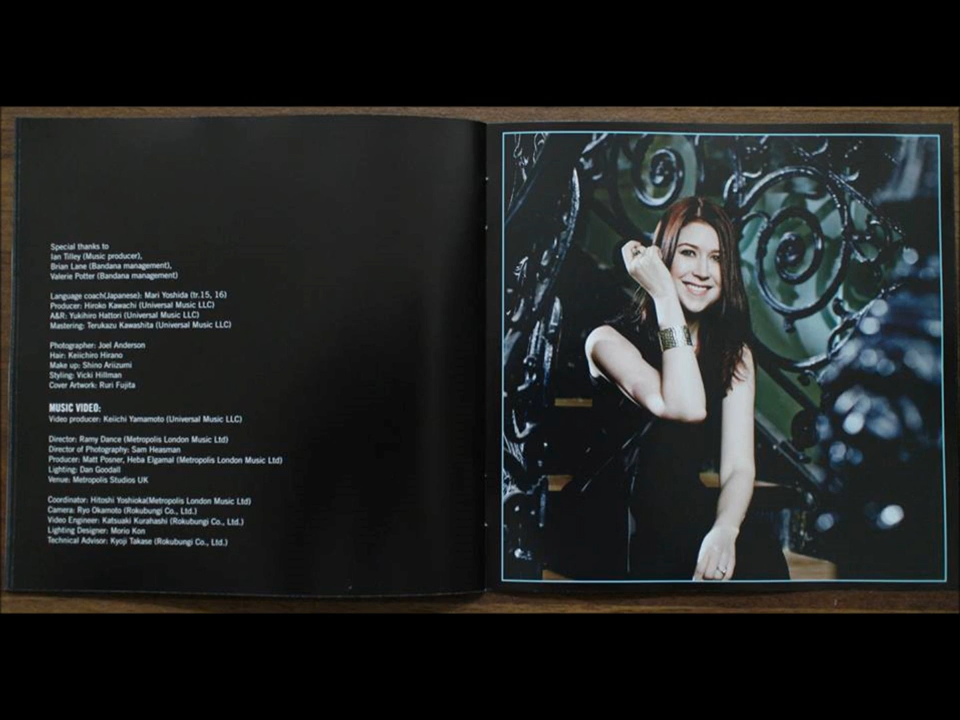 Special thanks to
Ian Tilley (Music producer),
Brian Lane (Bandana management),
Valerie Potter (Bandana management)
Language coach(Japanese): Mari Yoshida (tr.15, 16)
Producer: Hiroko Kawachi (Universal Music LLC)
A&R: Yukihiro Hattori (Universal Music LLC)
Mastering: Terukazu Kawashita (Universal Music LLC)
Photographer: Joel Anderson
Hair: Keiichiro Hirano
Make up: Shino Ariizumi
Styling: Vicki Hillman
Cover Artwork: Ruri Fujita
MUSIC VIDEO:
Video producer: Keiichi Yamamoto (Universal Music LLC)
Director: Ramy Dance (Metropolis London Music Ltd)
Director of Photography: Sam Heasman
Producer: Matt Posner, Heba Elgamal (Metropolis London Music Ltd)
Lighting: Dan Goodall
Venue: Metropolis Studios UK
Coordinator: Hitoshi Yoshioka(Metropolis London Music Ltd)
Camera: Ryo Okamoto (Rokubungi Co., Ltd.)
Video Engineer: Katsuaki Kurahashi (Rokubungi Co., Ltd.)
Lighting Designer: Morio Kon
Technical Advisor: Kyoji Takase (Rokubungi Co., Ltd.)